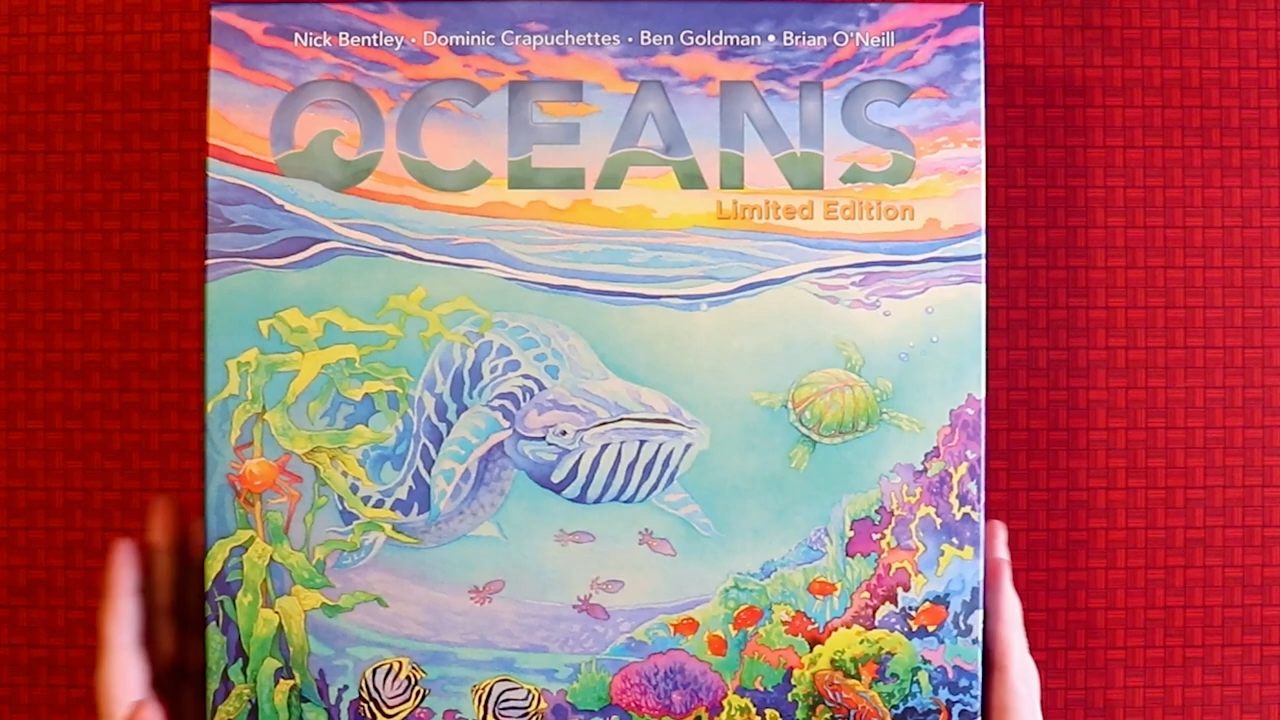 Nick Bentley • Dominic Crapuchettes • Ben Goldman • Brian O'Neill
OCEANS
Limited Edition